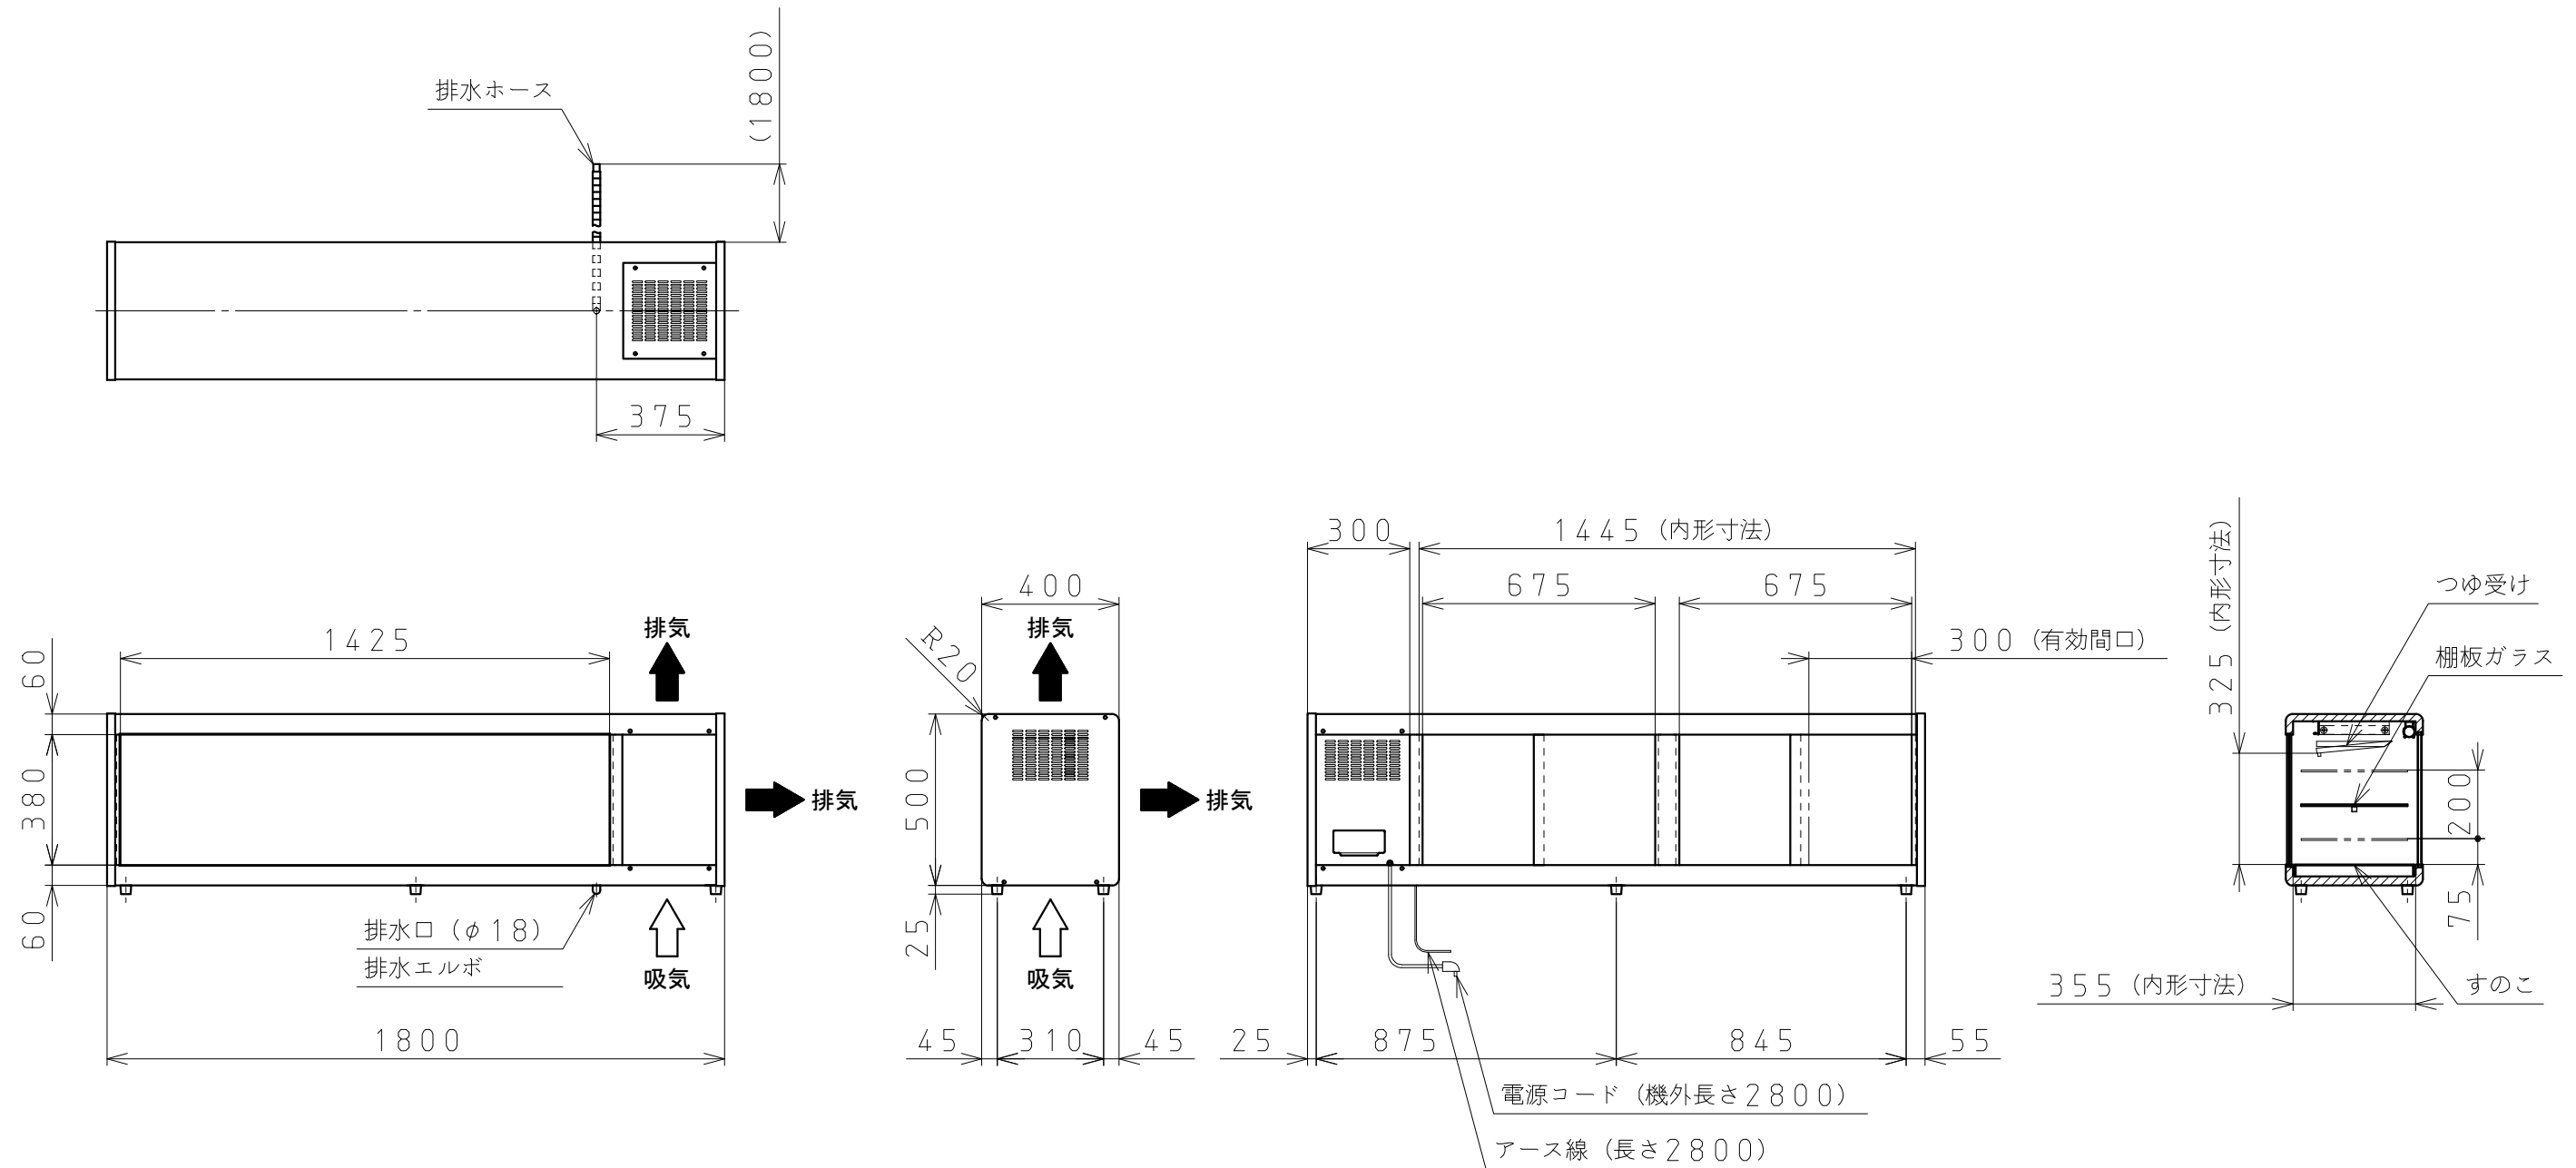 排水ホース
(1800)
375
1425
60
380
60
排気
排気
排水口 (φ18)
排水エルボ
吸気
1800
400
R20
排気
500
25
排気
吸気
45
310
45
300
1445 (内形寸法)
675
675
300 (有効間口)
25
875
845
55
電源コード (機外長さ2800)
アース線 (長さ2800)
325 (内形寸法)
つゆ受け
棚板ガラス
200
75
355 (内形寸法)
すのこ